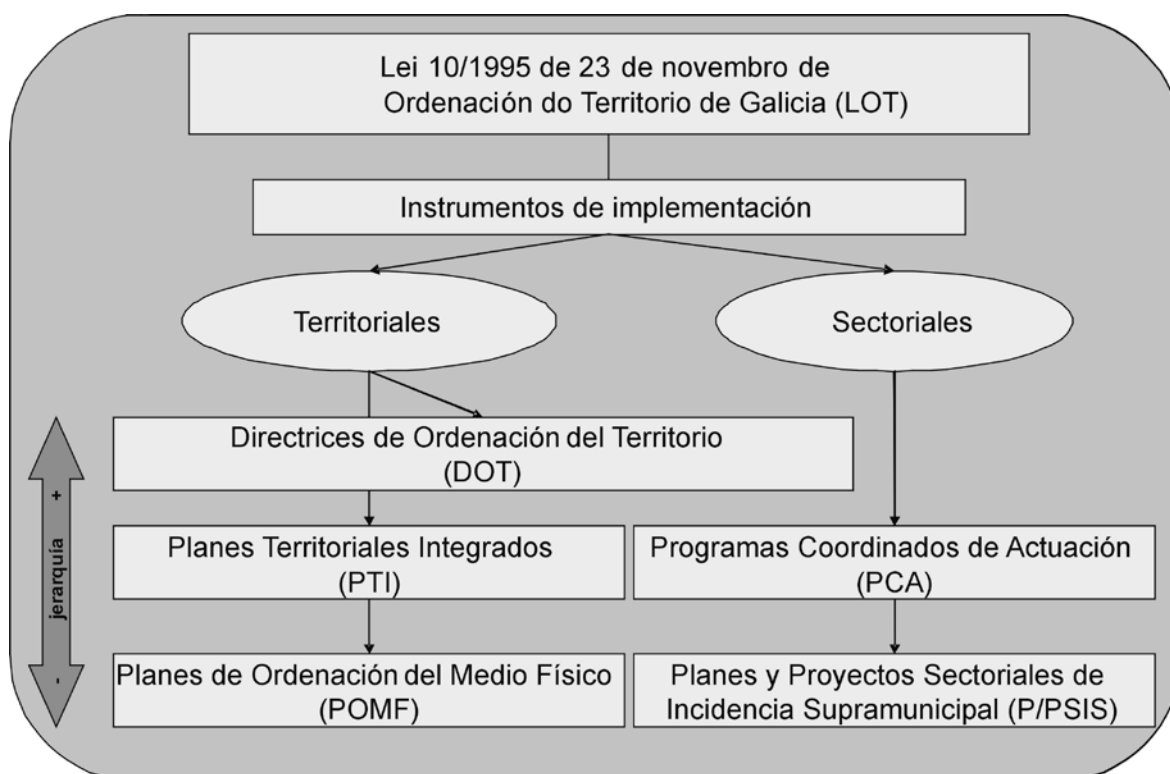 Lei 10/1995 de 23 de novembro de
Ordenación do Territorio de Galicia (LOT)
Instrumentos de implementación
Territoriales
Sectoriales
Directrices de Ordenación del Territorio
(DOT)
Planes Territoriales Integrados
(PTI)
Programas Coordinados de Actuación
(PCA)
Planes de Ordenación del Medio Físico
(POMF)
Planes y Proyectos Sectoriales de
Incidencia Supramunicipal (P/PSIS)
- jerarquía +